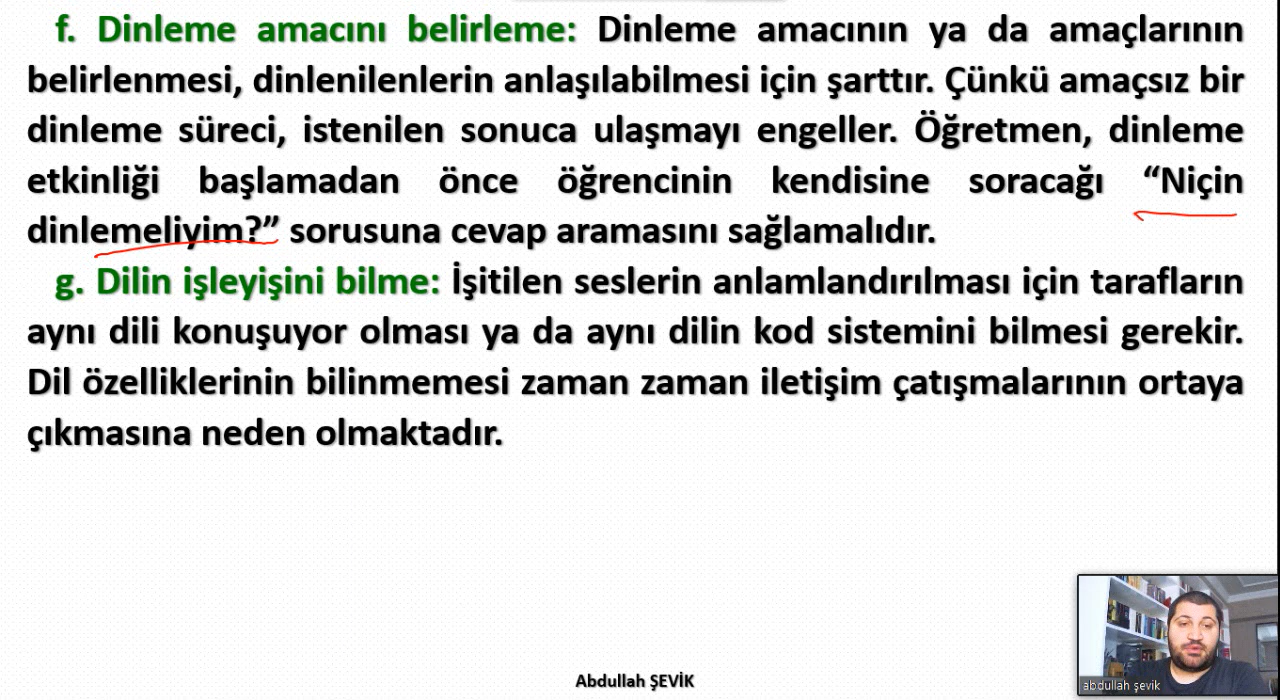 f. Dinleme amacını belirleme: Dinleme amacının ya da amaçlarının
belirlenmesi, dinlenilenlerin anlaşılabilmesi için şarttır. Çünkü amaçsız bir
dinleme süreci, istenilen sonuca ulaşmayı engeller. Öğretmen, dinleme
etkinliği başlamadan önce öğrencinin kendisine soracağı “Niçin
dinlemeliyim?” sorusuna cevap aramasını sağlamalıdır.
g. Dilin işleyişini bilme: İşitilen seslerin anlamlandırılması için tarafların
aynı dili konuşuyor olması ya da aynı dilin kod sistemini bilmesi gerekir.
Dil özelliklerinin bilinmemesi zaman zaman iletişim çatışmalarının ortaya
çıkmasına neden olmaktadır.
Abdullah ŞEVİK
abdullah şevik